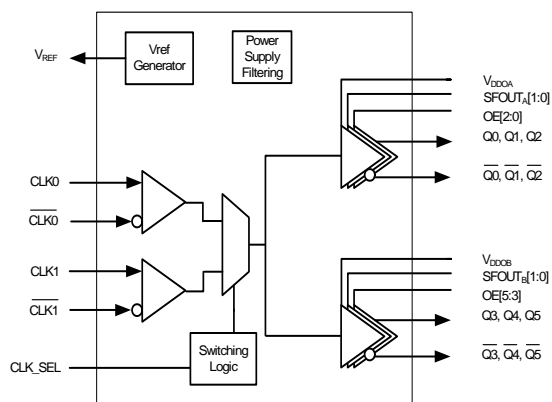 Vref
Generator
Power
Supply
Filtering
VREF
VDDOA
SFOUTA[1:0]
OE[2:0]
Q0, Q1, Q2
Q0, Q1, Q2
CLK0
CLK0
CLK1
CLK1
CLK_SEL
Switching
Logic
VDDOB
SFOUTB[1:0]
OE[5:3]
Q3, Q4, Q5
Q3, Q4, Q5